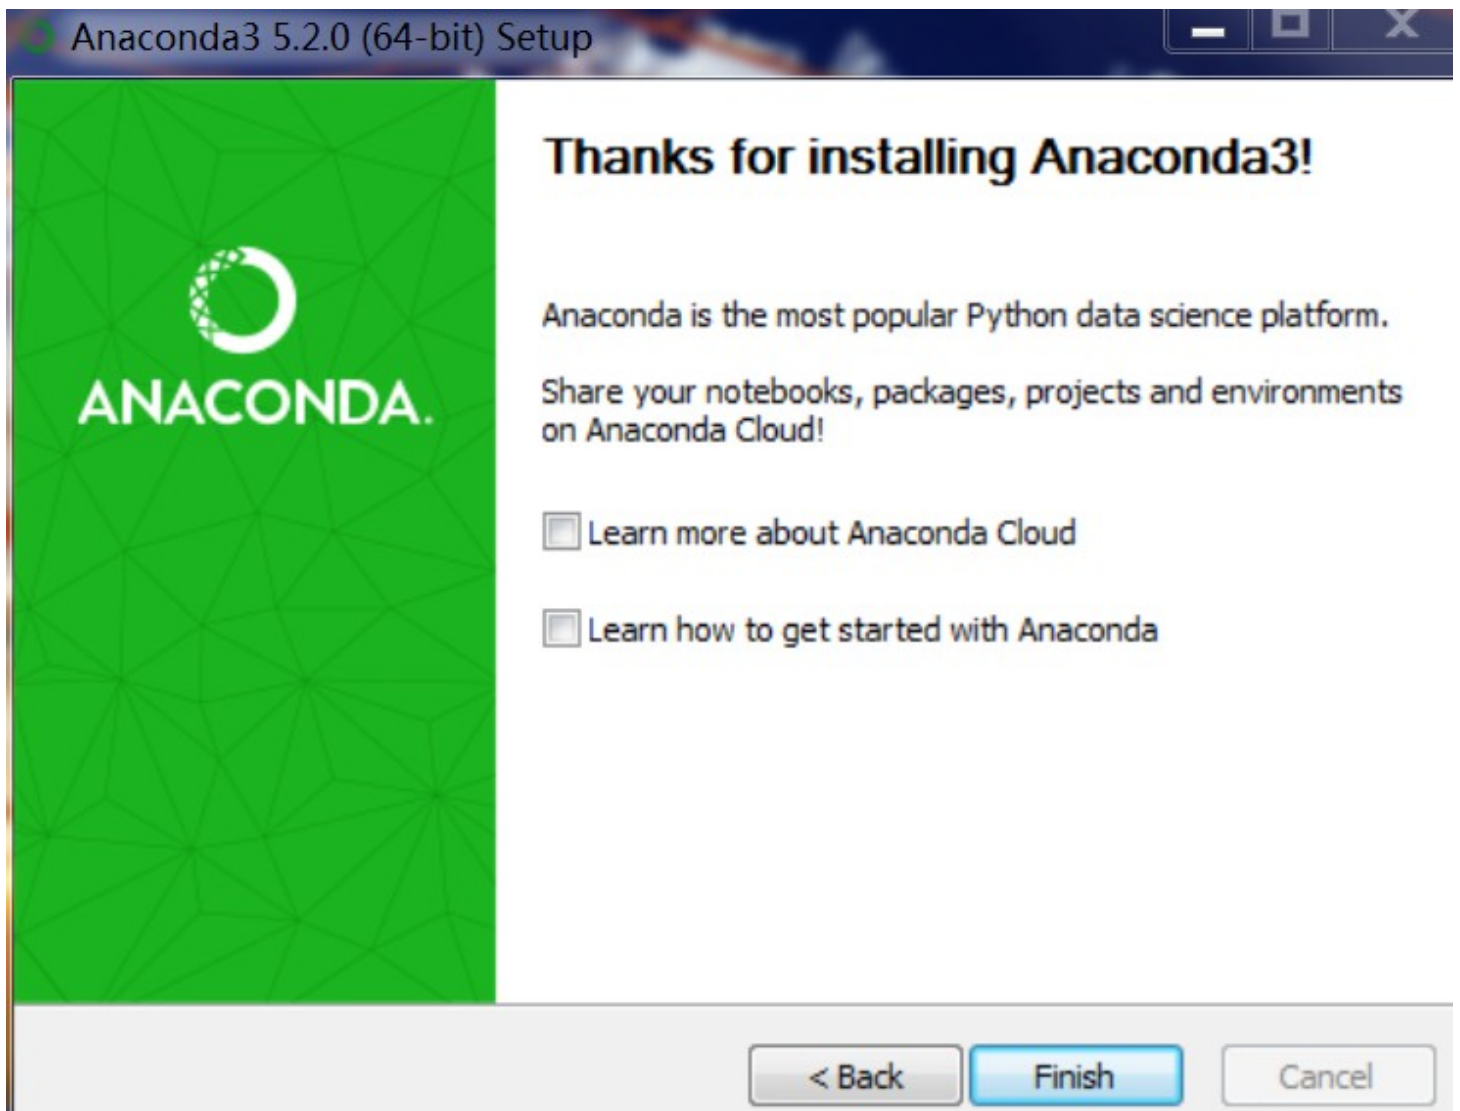 Anaconda3 5.2.0 (64-bit) Setup
Thanks for installing Anaconda3!
ANACONDA.
Anaconda is the most popular Python data science platform.
Share your notebooks, packages, projects and environments
on Anaconda Cloud!
Learn more about Anaconda Cloud
Learn how to get started with Anaconda
< Back
Finish
Cancel